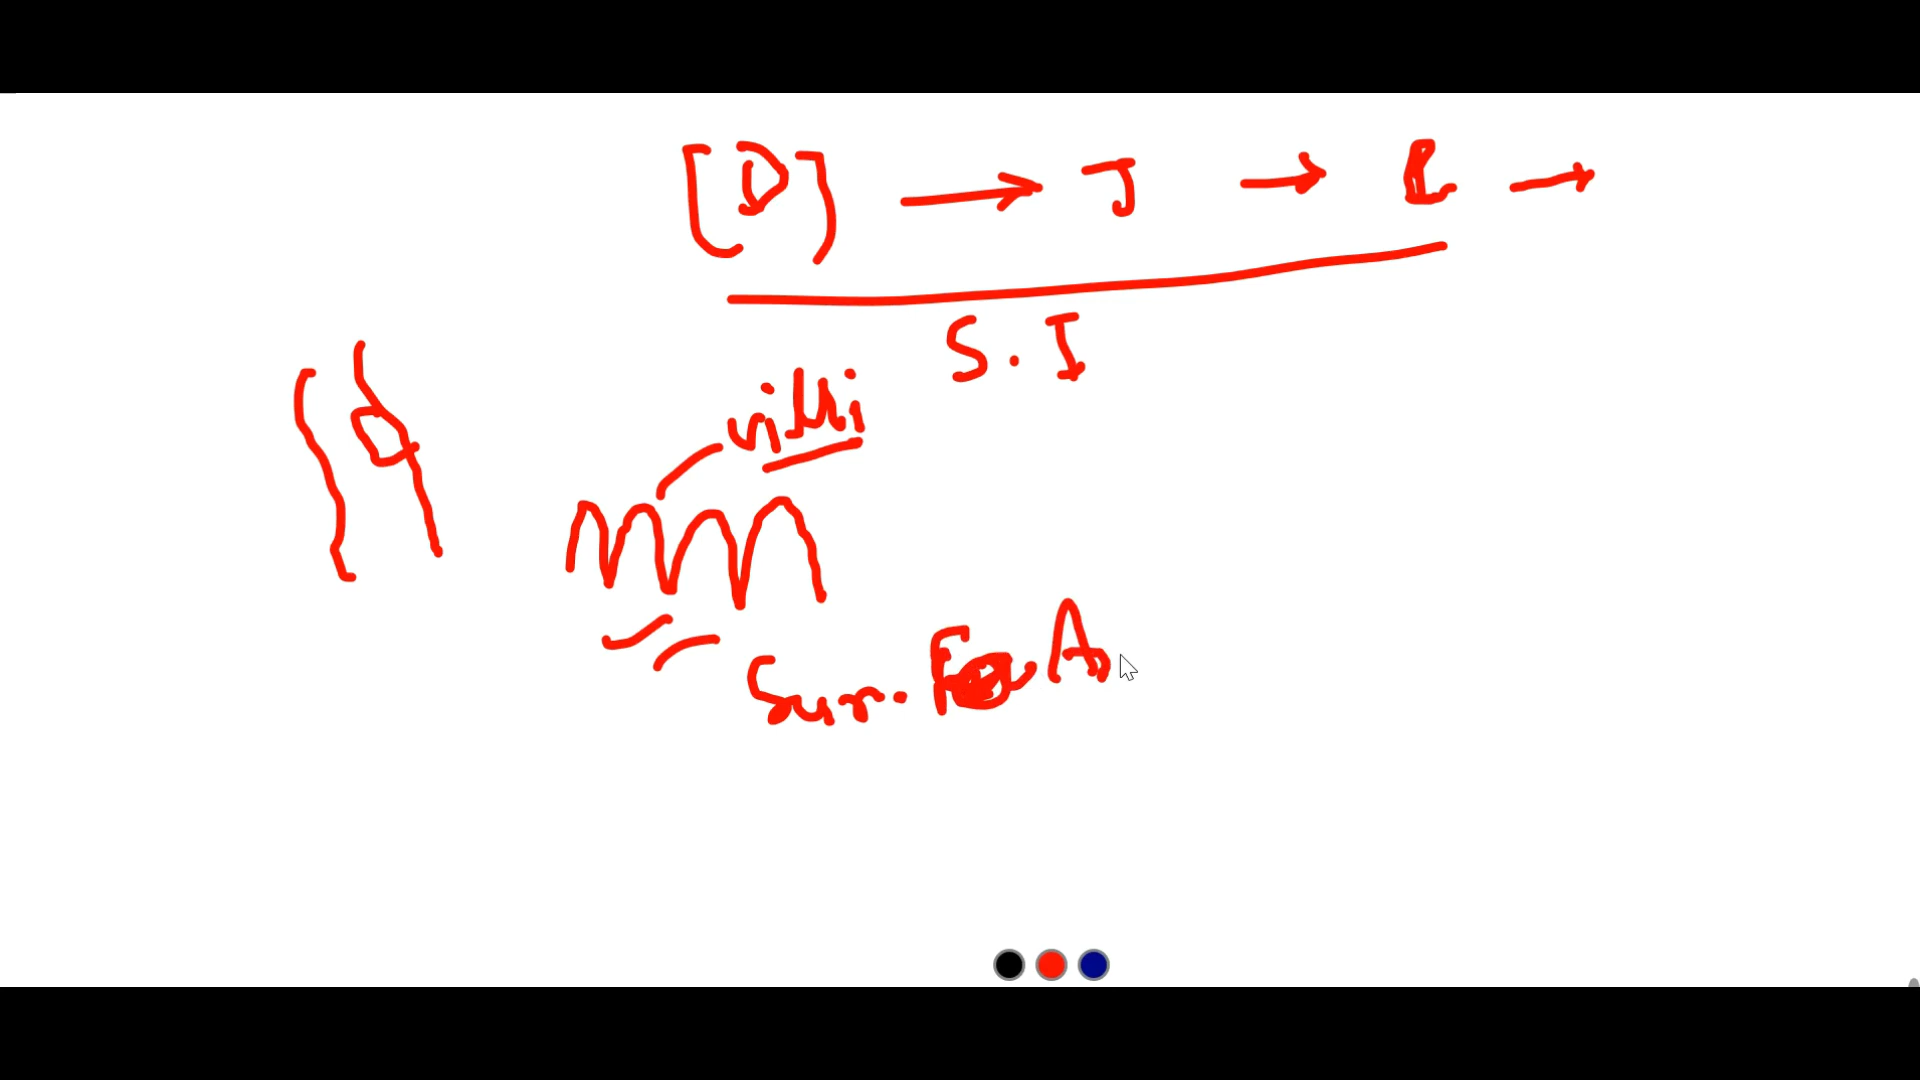 [D] → J → I →
S. I
villi
Sur. A